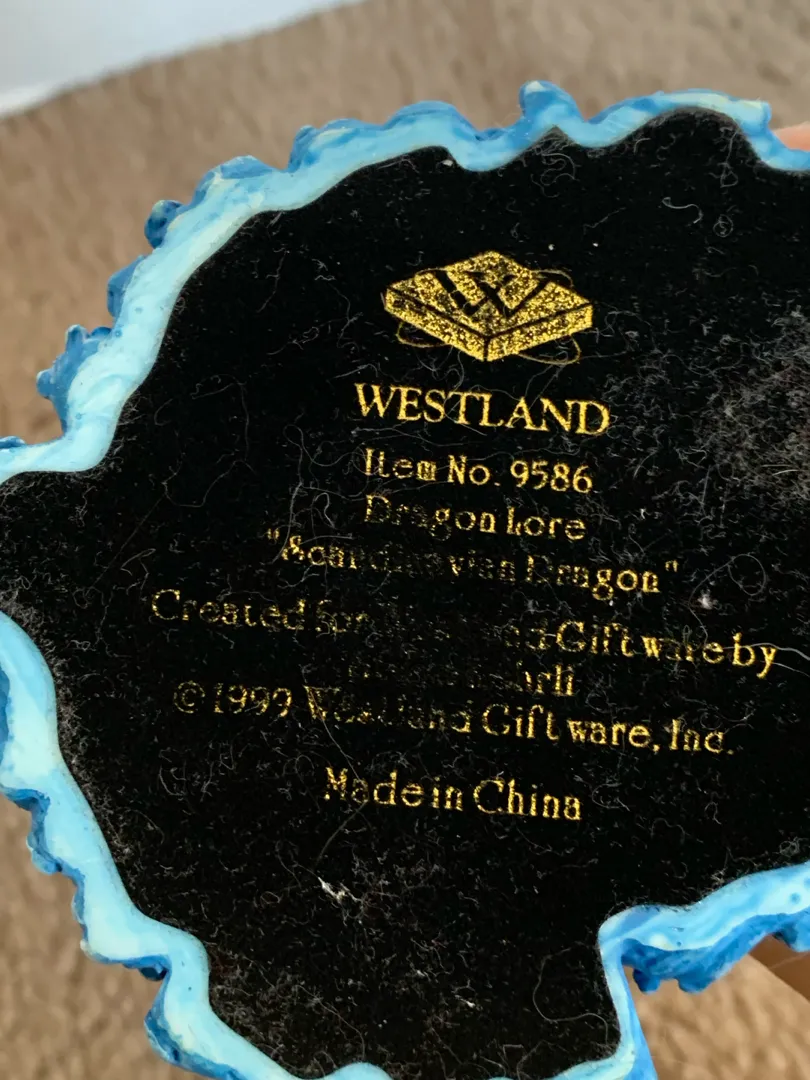 W
WESTLAND
Item No. 9586
Dragon Lore
"Scandinavian Dragon"
Created for Westland Giftware by
© 1999 Westland Giftware, Inc.
Made in China